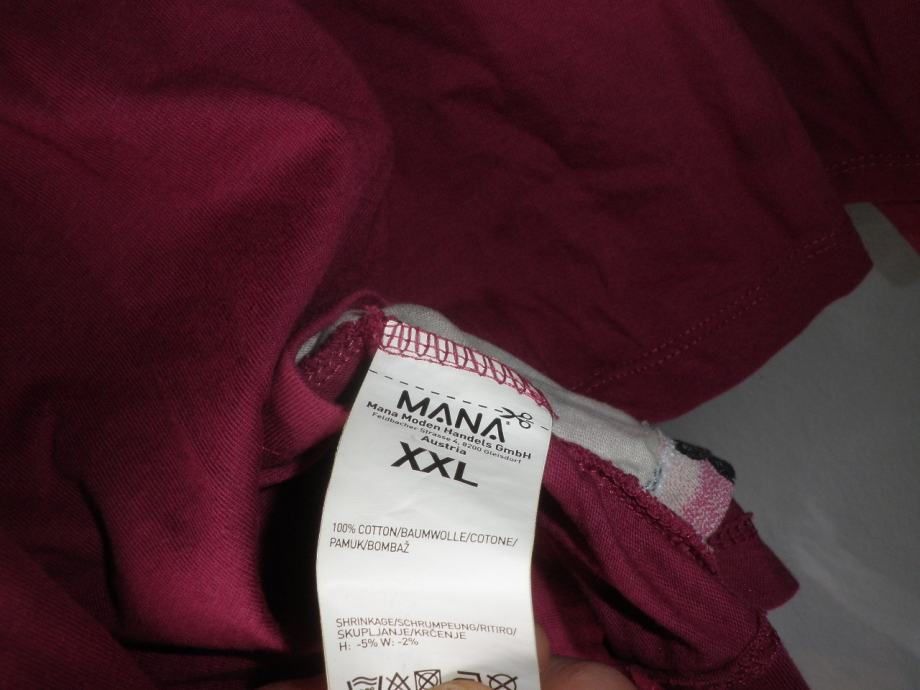 MANA®
Mana Moden Handels GmbH
Feldbacher Strasse 4, 8200 Gleisdorf
Austria
XXL
100% COTTON/BAUMWOLLE/COTONE/
PAMUK/BOMBAŽ
SHRINKAGE/SCHRUMPEUNG/RITIRO/
SKUPLJANJE/KRČENJE
H: -5% W: -2%